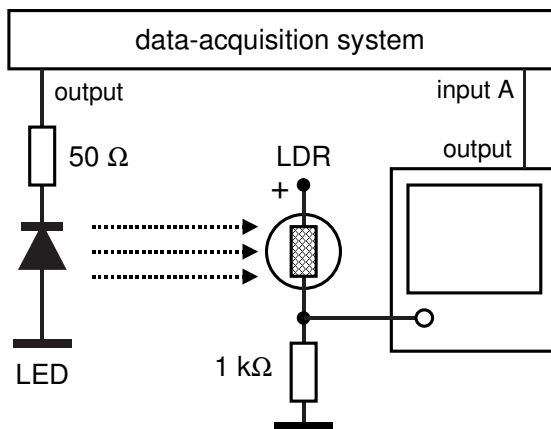 data-acquisition system
output
input A
output
50 Ω
LDR
+
1 kΩ
LED